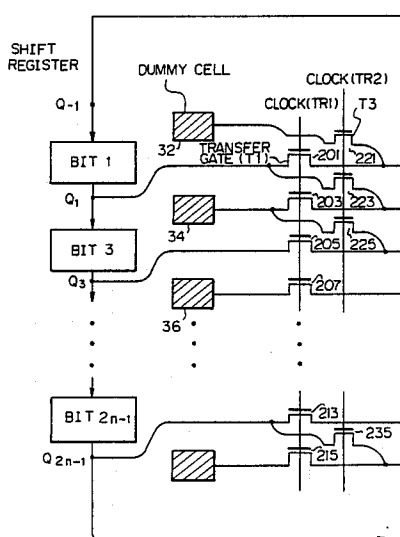 SHIFT
REGISTER
DUMMY CELL
CLOCK(TR2)
CLOCK(TR1)
T3
Q-1
32
TRANSFER
GATE (T1)
201
221
BIT 1
Q1
203
223
34
BIT 3
205
225
Q3
207
36
BIT 2n-1
213
235
Q2n-1
215